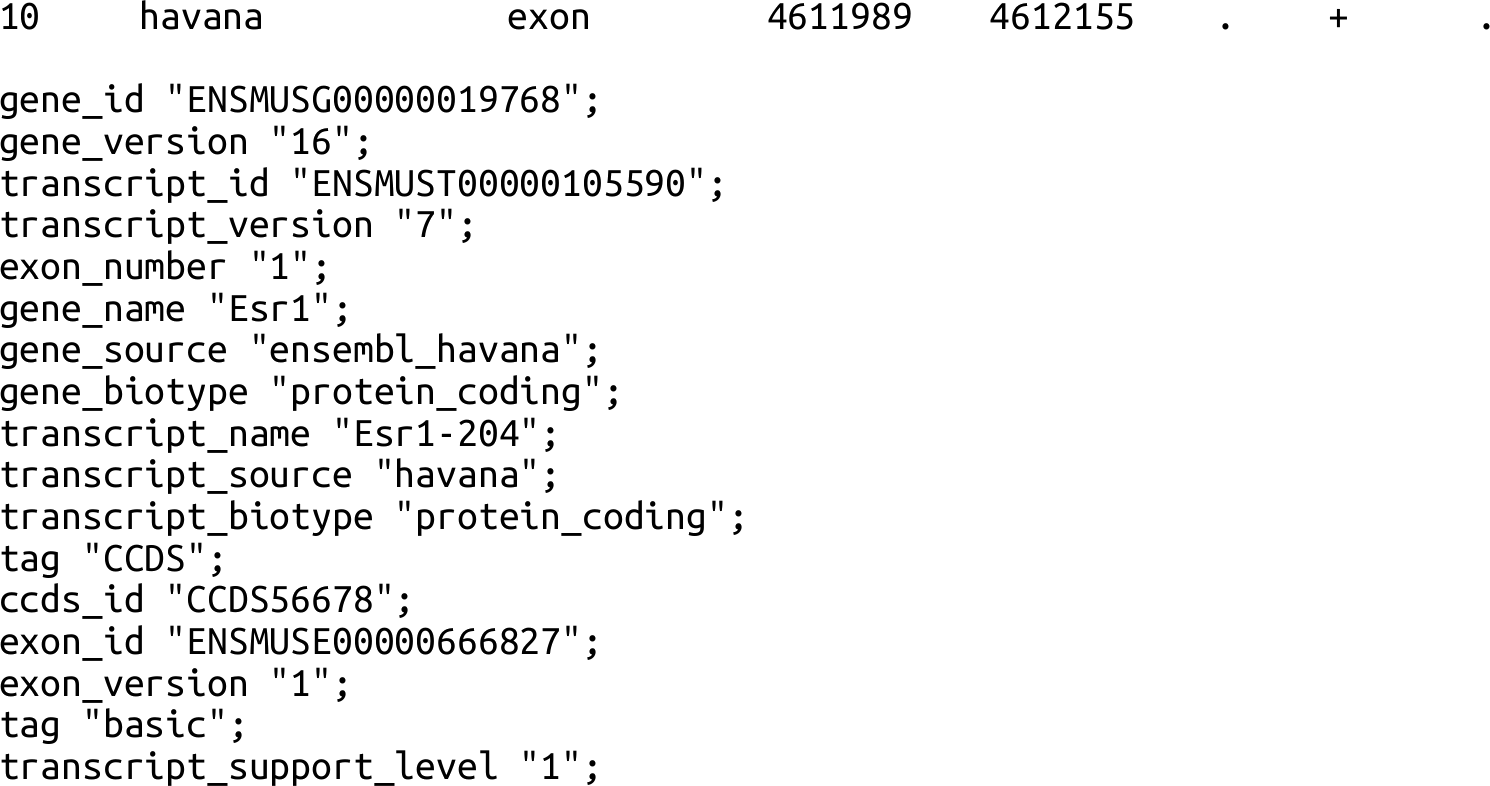 10 havana exon 4611989 4612155 . + .
gene_id "ENSMUSG00000019768";
gene_version "16";
transcript_id "ENSMUST00000105590";
transcript_version "7";
exon_number "1";
gene_name "Esr1";
gene_source "ensembl_havana";
gene_biotype "protein_coding";
transcript_name "Esr1-204";
transcript_source "havana";
transcript_biotype "protein_coding";
tag "CCDS";
ccds_id "CCDS56678";
exon_id "ENSMUSE00000666827";
exon_version "1";
tag "basic";
transcript_support_level "1";